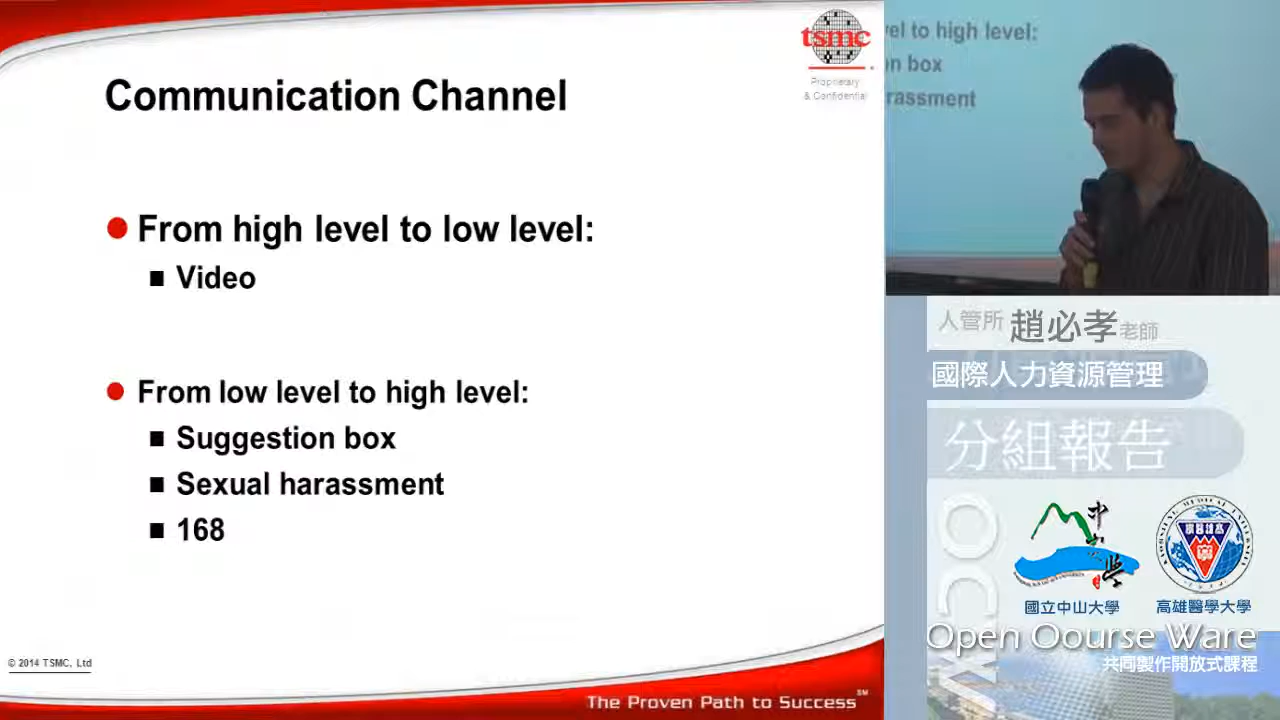 tsmc
Proprietary
& Confidential
Communication Channel
From high level to low level:
Video
From low level to high level:
Suggestion box
Sexual harassment
168
© 2014 TSMC, Ltd
The Proven Path to Success SM
vel to high level:
n box
rassment
人管所 趙必孝 老師
國際人力資源管理
分組報告
OCW
國立中山大學
高雄醫學大學
Open Oourse Ware
共同製作開放式課程